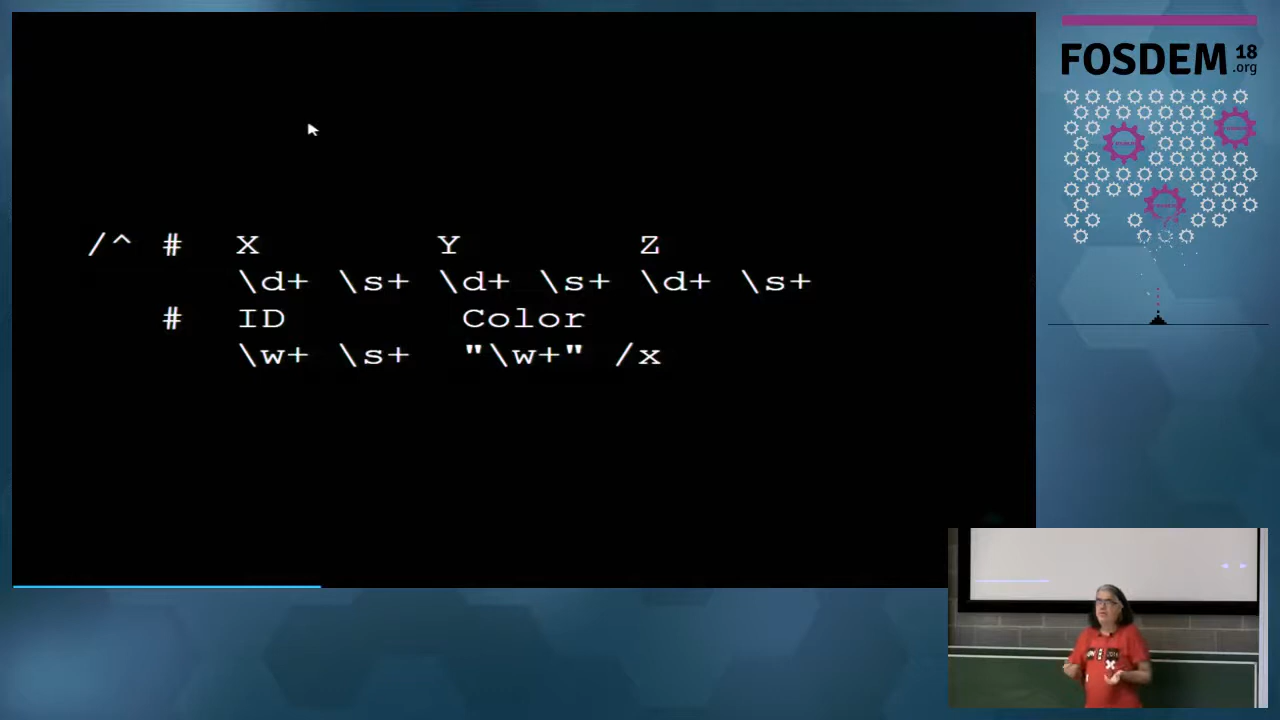 /^ # X Y Z
\d+ \s+ \d+ \s+ \d+ \s+
# ID Color
\w+ \s+ "\w+" /x
FOSDEM 18
.org